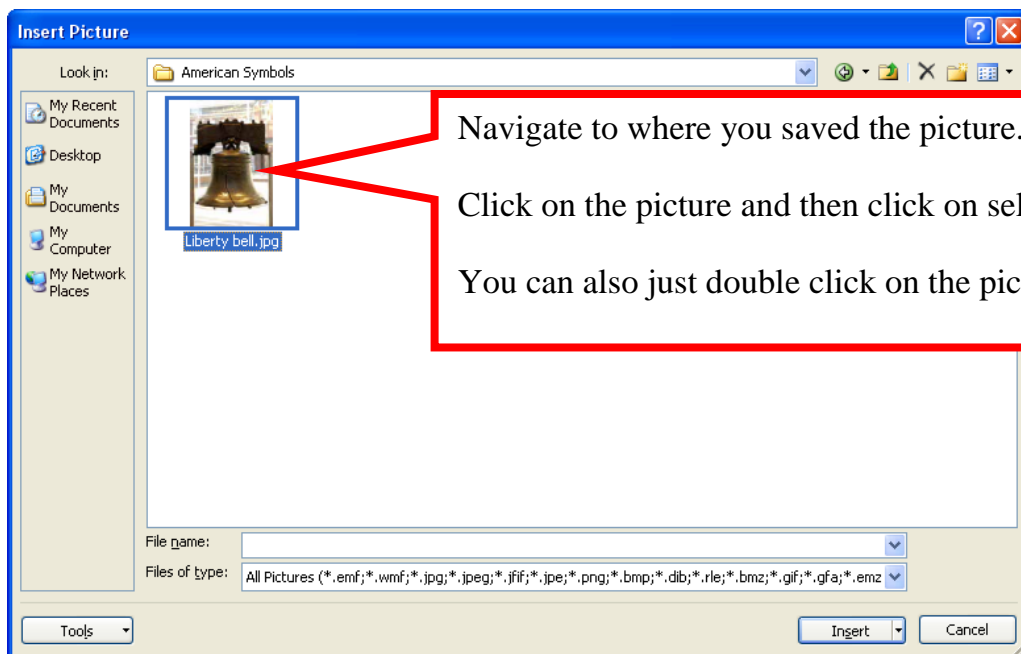 Insert Picture
Look in:
American Symbols
My Recent
Documents
Desktop
My
Documents
My
Computer
My Network
Places
Liberty bell.jpg
Navigate to where you saved the picture.
Click on the picture and then click on sel
You can also just double click on the pic
File name:
Files of type:
All Pictures (*.emf;*.wmf;*.jpg;*.jpeg;*.jfif;*.jpe;*.png;*.bmp;*.dib;*.rle;*.bmz;*.gif;*.gfa;*.emz
Tools
Insert
Cancel